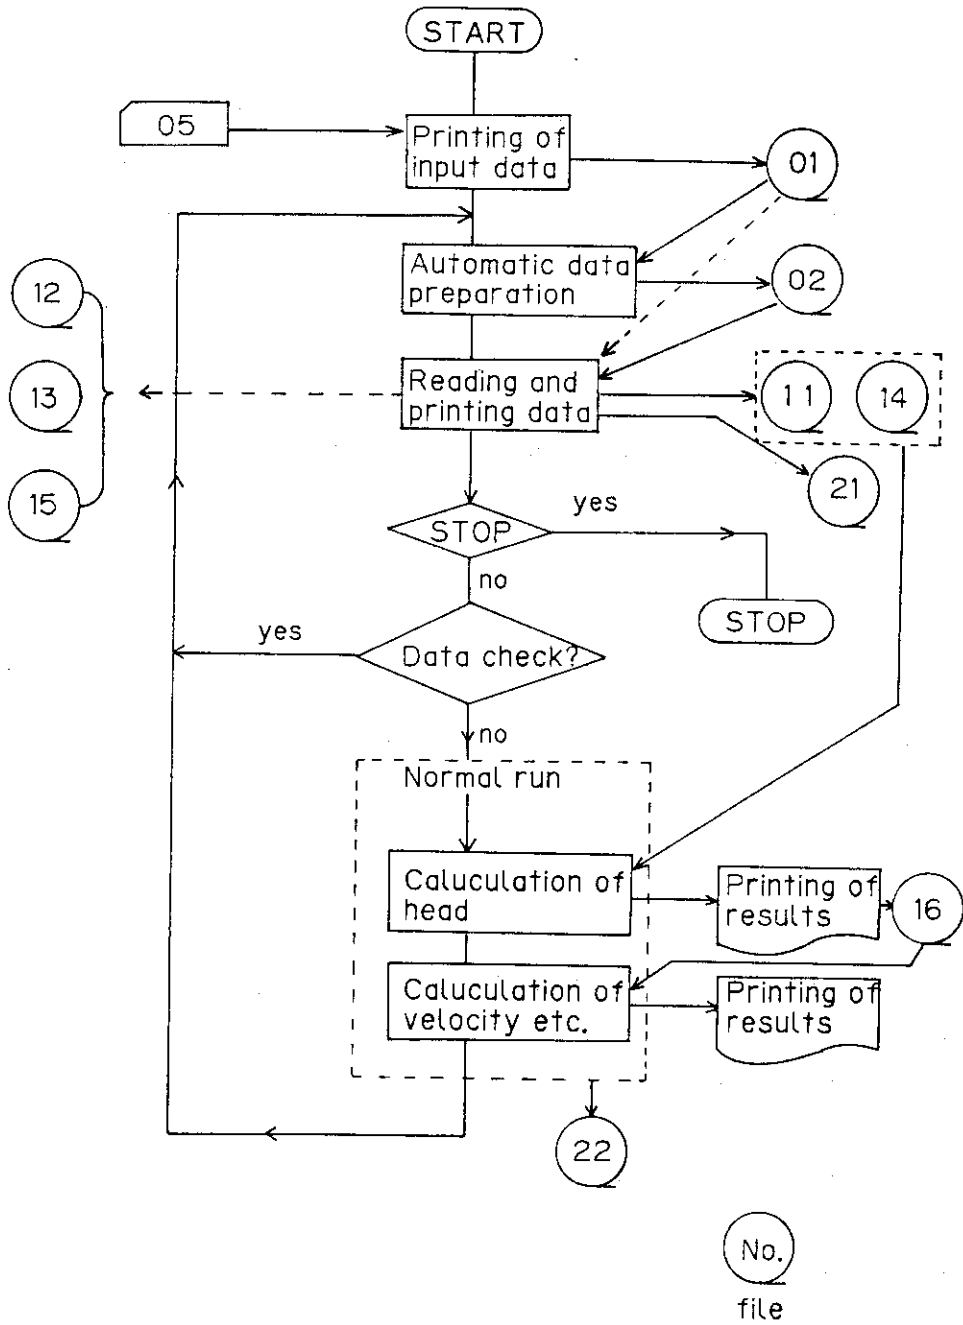 START
05
Printing of
input data
01
Automatic data
preparation
02
12
13
15
Reading and
printing data
11
14
21
STOP
yes
no
STOP
yes
Data check?
no
Normal run
Caluculation of
head
Printing of
results
16
Caluculation of
velocity etc.
Printing of
results
22
No.
file